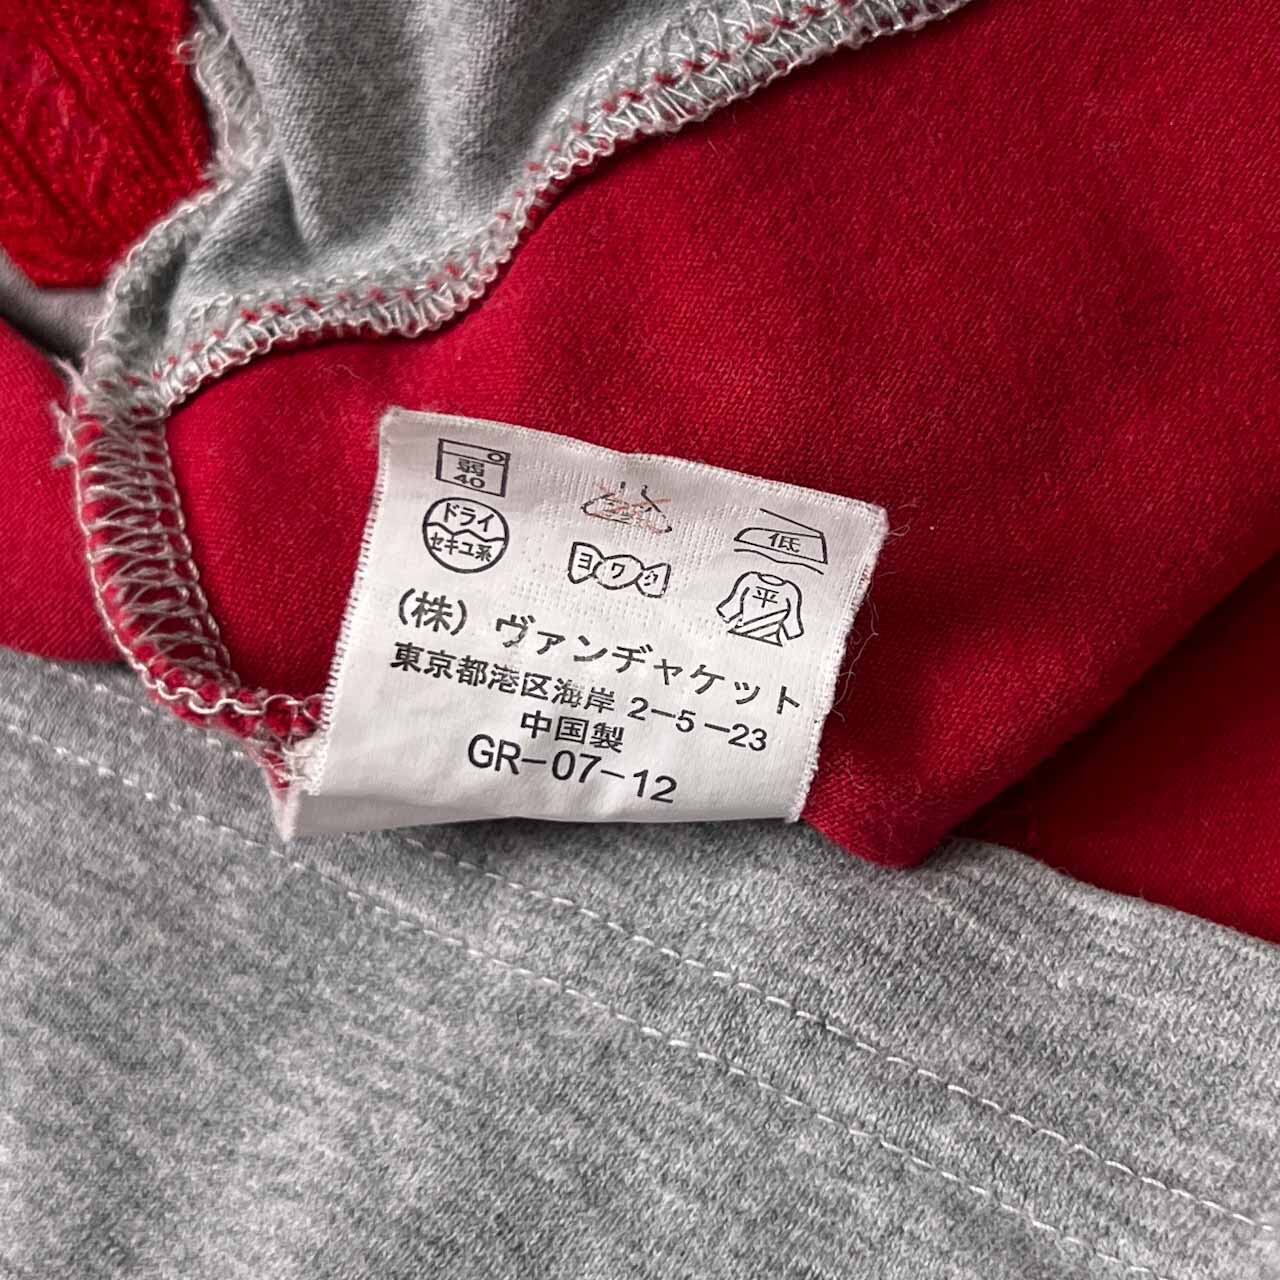 弱
40
低
ドライ
セキユ系
ヨワク
平
(株) ヴァンヂャケット
東京都港区海岸 2-5-23
中国製
GR-07-12